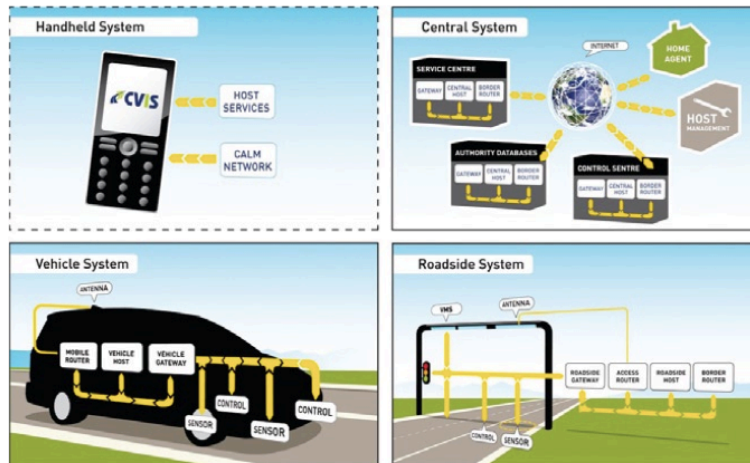 Handheld System
CVIS
HOST
SERVICES
CALM
NETWORK
Central System
INTERNET
HOME
AGENT
SERVICE CENTRE
GATEWAY
CENTRAL
HOST
BORDER
ROUTER
HOST
MANAGEMENT
AUTHORITY DATABASES
GATEWAY
CENTRAL
HOST
BORDER
ROUTER
CONTROL SENTRE
GATEWAY
CENTRAL
HOST
BORDER
ROUTER
Vehicle System
ANTENNA
MOBILE
ROUTER
VEHICLE
HOST
VEHICLE
GATEWAY
SENSOR
CONTROL
SENSOR
CONTROL
Roadside System
VMS
ANTENNA
ROADSIDE
GATEWAY
ACCESS
ROUTER
ROADSIDE
HOST
BORDER
ROUTER
CONTROL
SENSOR